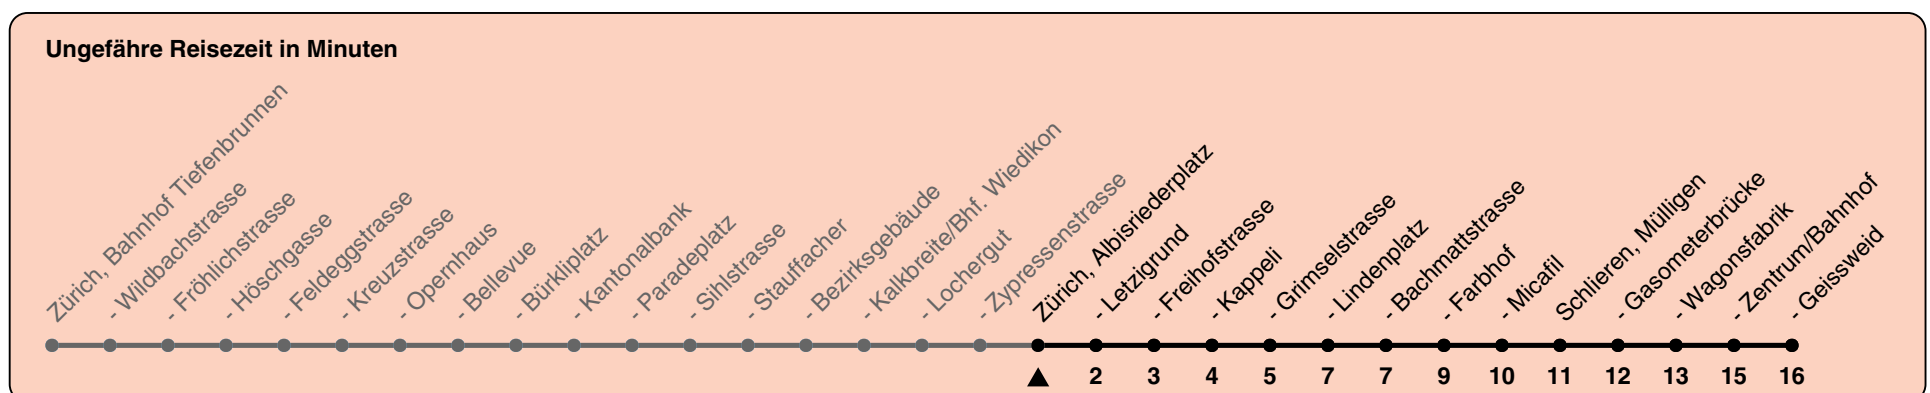 Ungefähre Reisezeit in Minuten
Zürich, Bahnhof Tiefenbrunnen
- Wildbachstrasse
- Fröhlichstrasse
- Höschgasse
- Feldeggstrasse
- Kreuzstrasse
- Opernhaus
- Bellevue
- Bürkliplatz
- Kantonalbank
- Paradeplatz
- Sihlstrasse
- Stauffacher
- Bezirksgebäude
- Kalkbreite/Bhf. Wiedikon
- Lochergut
- Zypressenstrasse
Zürich, Albisriederplatz
- Letzigrund
- Freihofstrasse
- Kappeli
- Grimselstrasse
- Lindenplatz
- Bachmattstrasse
- Farbhof
- Micafil
Schlieren, Mülligen
- Gasometerbrücke
- Wagonsfabrik
- Zentrum/Bahnhof
- Geissweid
2 3 4 5 7 7 9 10 11 12 13 15 16